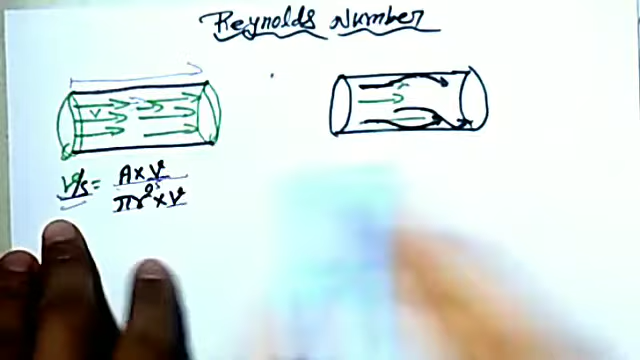 Reynolds Number
V
V/s = A×V
πr²×V